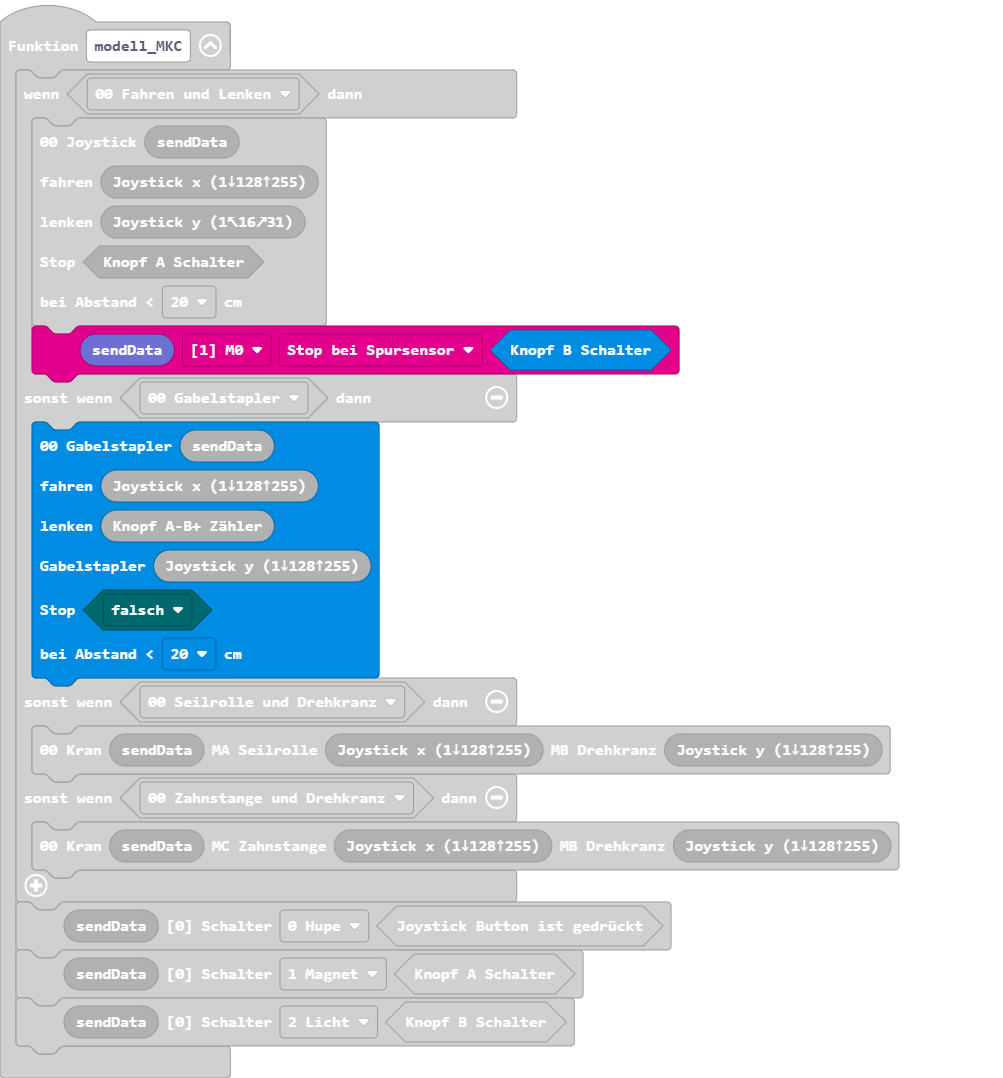 Funktion modell_MKC
wenn 00 Fahren und Lenken dann
00 Joystick sendData
fahren Joystick x (1↓128↑255)
lenken Joystick y (1↖16↗31)
Stop Knopf A Schalter
bei Abstand < 20 cm
sendData [1] M0 Stop bei Spursensor Knopf B Schalter
sonst wenn 00 Gabelstapler dann
00 Gabelstapler sendData
fahren Joystick x (1↓128↑255)
lenken Knopf A-B+ Zähler
Gabelstapler Joystick y (1↓128↑255)
Stop falsch
bei Abstand < 20 cm
sonst wenn 00 Seilrolle und Drehkranz dann
00 Kran sendData MA Seilrolle Joystick x (1↓128↑255) MB Drehkranz Joystick y (1↓128↑255)
sonst wenn 00 Zahnstange und Drehkranz dann
00 Kran sendData MC Zahnstange Joystick x (1↓128↑255) MB Drehkranz Joystick y (1↓128↑255)
sendData [0] Schalter 0 Hupe Joystick Button ist gedrückt
sendData [0] Schalter 1 Magnet Knopf A Schalter
sendData [0] Schalter 2 Licht Knopf B Schalter